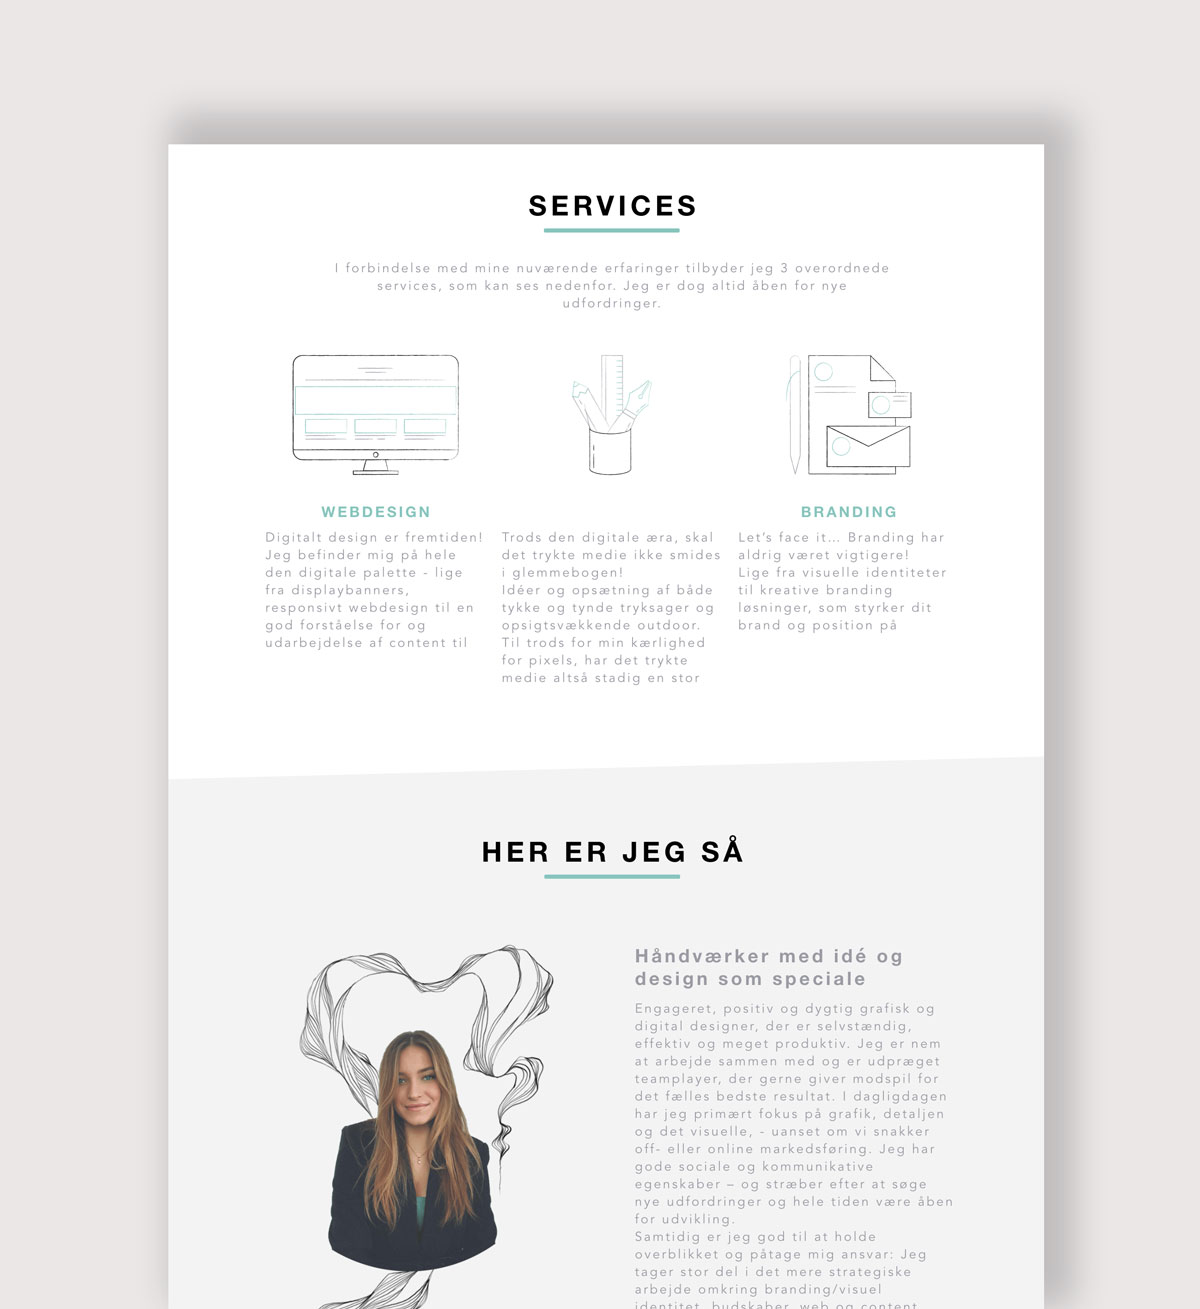 SERVICES
I forbindelse med mine nuværende erfaringer tilbyder jeg 3 overordnede
services, som kan ses nedenfor. Jeg er dog altid åben for nye
udfordringer.
WEBDESIGN
Digitalt design er fremtiden!
Jeg befinder mig på hele
den digitale palette - lige
fra displaybanners,
responsivt webdesign til en
god forståelse for og
udarbejdelse af content til
Trods den digitale æra, skal
det trykte medie ikke smides
i glemmebogen!
Idéer og opsætning af både
tykke og tynde tryksager og
opsigtsvækkende outdoor.
Til trods for min kærlighed
for pixels, har det trykte
medie altså stadig en stor
BRANDING
Let's face it... Branding har
aldrig været vigtigere!
Lige fra visuelle identiteter
til kreative branding
løsninger, som styrker dit
brand og position på
HER ER JEG SÅ
Håndværker med idé og
design som speciale
Engageret, positiv og dygtig grafisk og
digital designer, der er selvstændig,
effektiv og meget produktiv. Jeg er nem
at arbejde sammen med og er udpræget
teamplayer, der gerne giver modspil for
det fælles bedste resultat. I dagligdagen
har jeg primært fokus på grafik, detaljen
og det visuelle, - uanset om vi snakker
off- eller online markedsføring. Jeg har
gode sociale og kommunikative
egenskaber – og stræber efter at søge
nye udfordringer og hele tiden være åben
for udvikling.
Samtidig er jeg god til at holde
overblikket og påtage mig ansvar: Jeg
tager stor del i det mere strategiske
arbejde omkring branding/visuel
identitet, budskaber, web og content